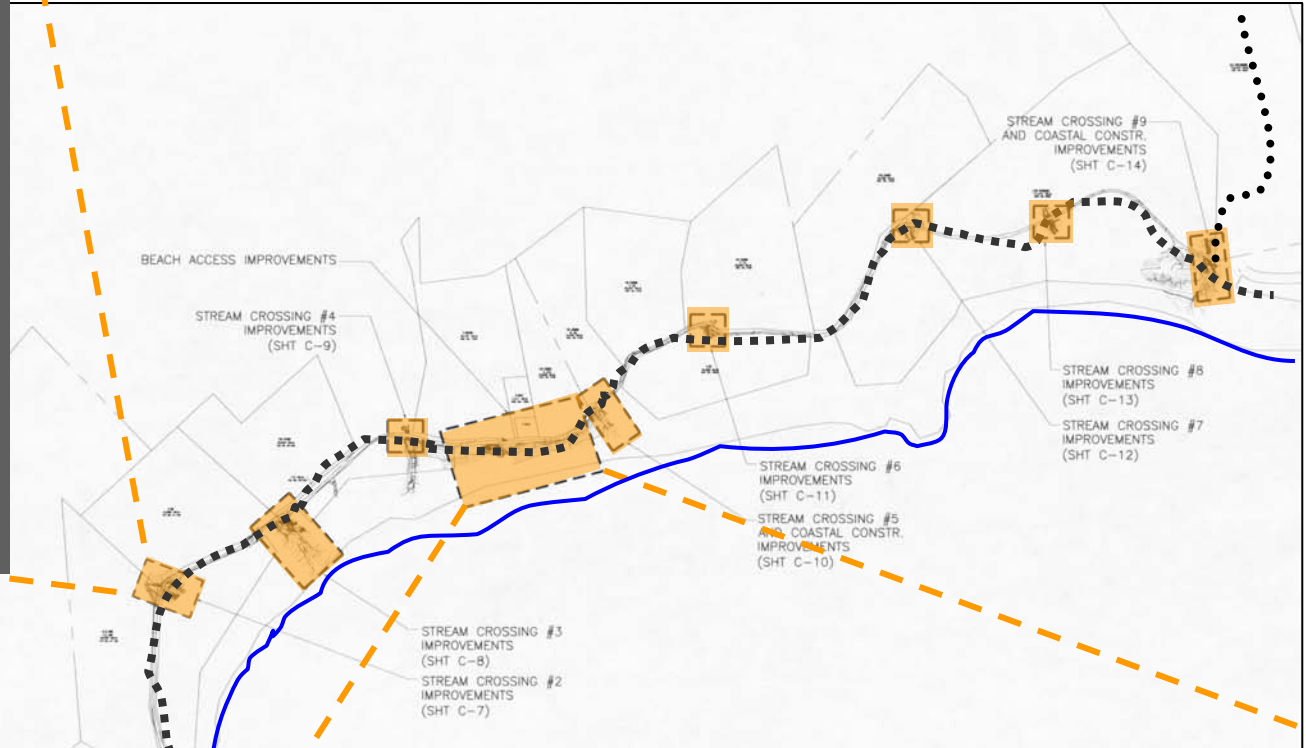 STREAM CROSSING #9
AND COASTAL CONSTR.
IMPROVEMENTS
(SHT C-14)
BEACH ACCESS IMPROVEMENTS
STREAM CROSSING #4
IMPROVEMENTS
(SHT C-9)
STREAM CROSSING #8
IMPROVEMENTS
(SHT C-13)
STREAM CROSSING #7
IMPROVEMENTS
(SHT C-12)
STREAM CROSSING #6
IMPROVEMENTS
(SHT C-11)
STREAM CROSSING #5
AND COASTAL CONSTR.
IMPROVEMENTS
(SHT C-10)
STREAM CROSSING #3
IMPROVEMENTS
(SHT C-8)
STREAM CROSSING #2
IMPROVEMENTS
(SHT C-7)